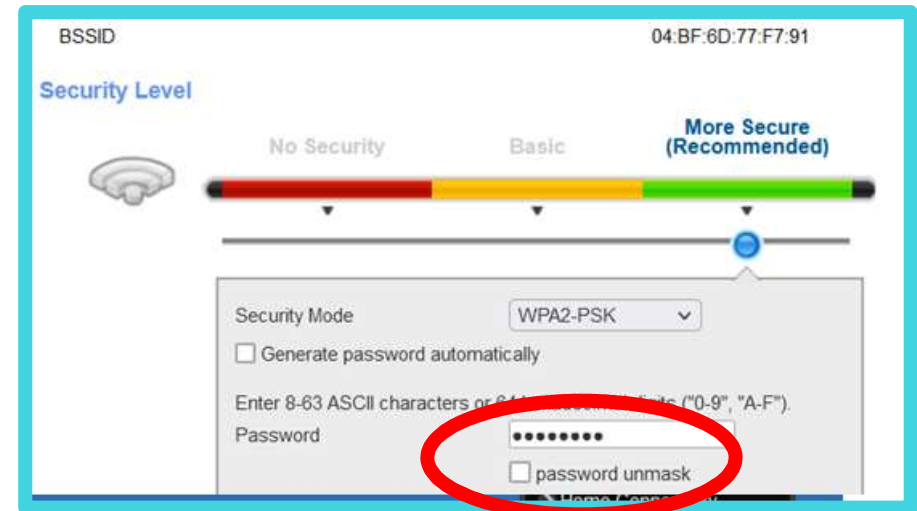 BSSID 04:BF:6D:77:F7:91
Security Level
No Security Basic More Secure
(Recommended)
Security Mode WPA2-PSK
Generate password automatically
Enter 8-63 ASCII characters or 64 ("0-9", "A-F").
Password ••••••••
password unmask